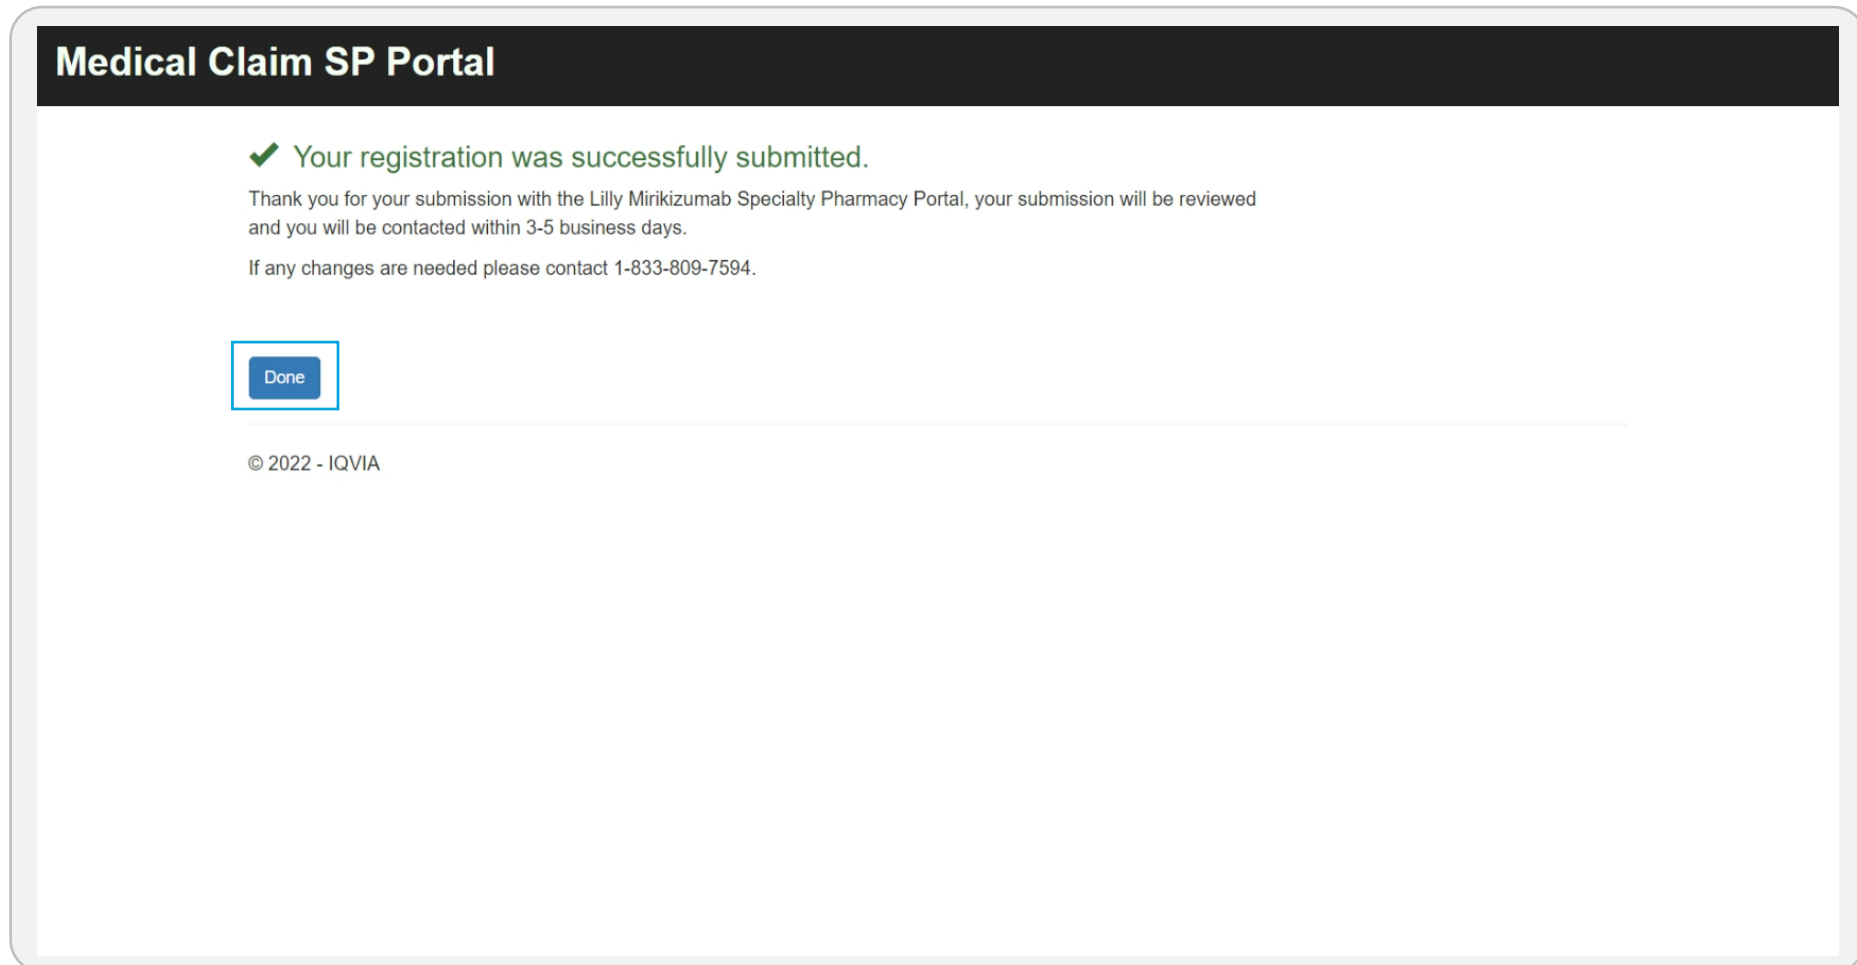 Medical Claim SP Portal
Your registration was successfully submitted.
Thank you for your submission with the Lilly Mirikizumab Specialty Pharmacy Portal, your submission will be reviewed
and you will be contacted within 3-5 business days.
If any changes are needed please contact 1-833-809-7594.
Done
© 2022 - IQVIA